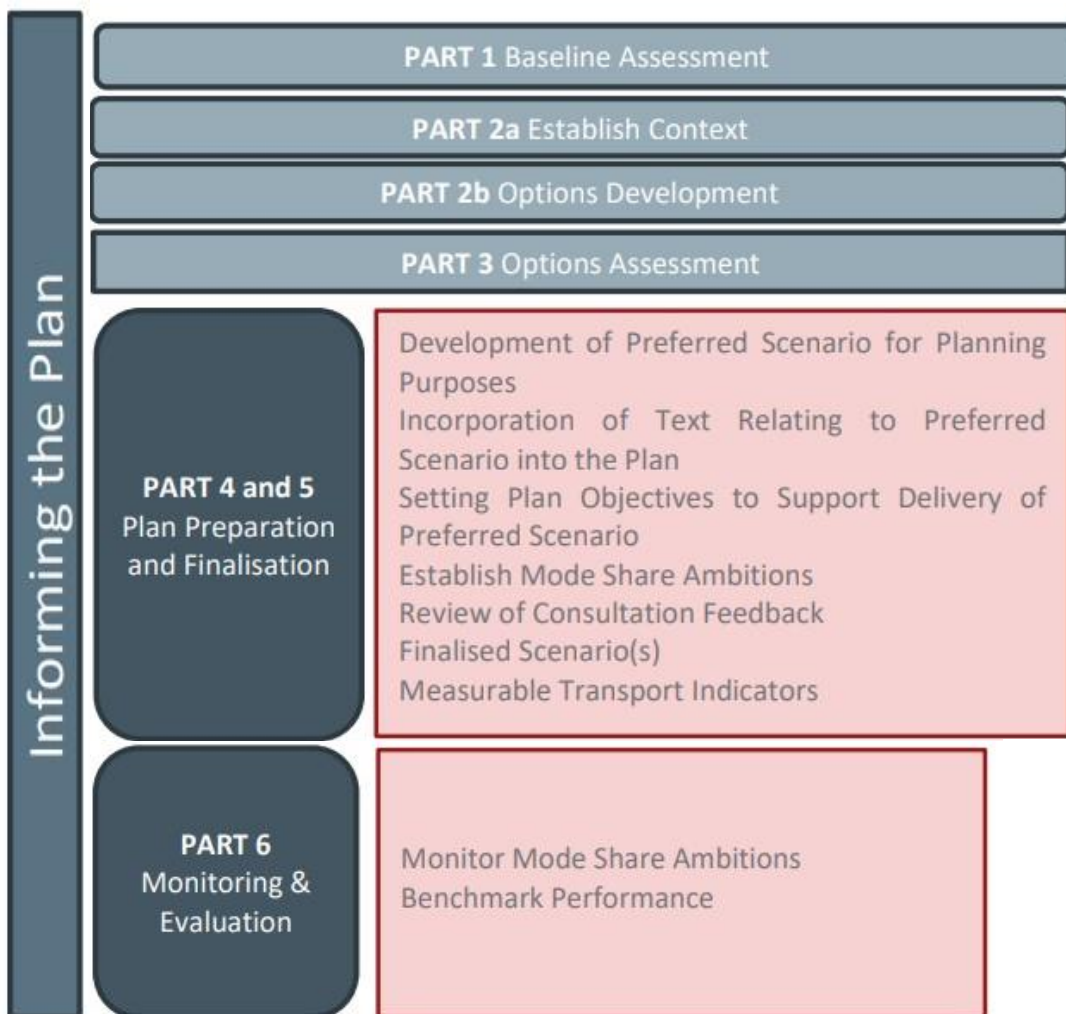 Informing the Plan
PART 1 Baseline Assessment
PART 2a Establish Context
PART 2b Options Development
PART 3 Options Assessment
PART 4 and 5
Plan Preparation
and Finalisation
Development of Preferred Scenario for Planning
Purposes
Incorporation of Text Relating to Preferred
Scenario into the Plan
Setting Plan Objectives to Support Delivery of
Preferred Scenario
Establish Mode Share Ambitions
Review of Consultation Feedback
Finalised Scenario(s)
Measurable Transport Indicators
PART 6
Monitoring &
Evaluation
Monitor Mode Share Ambitions
Benchmark Performance